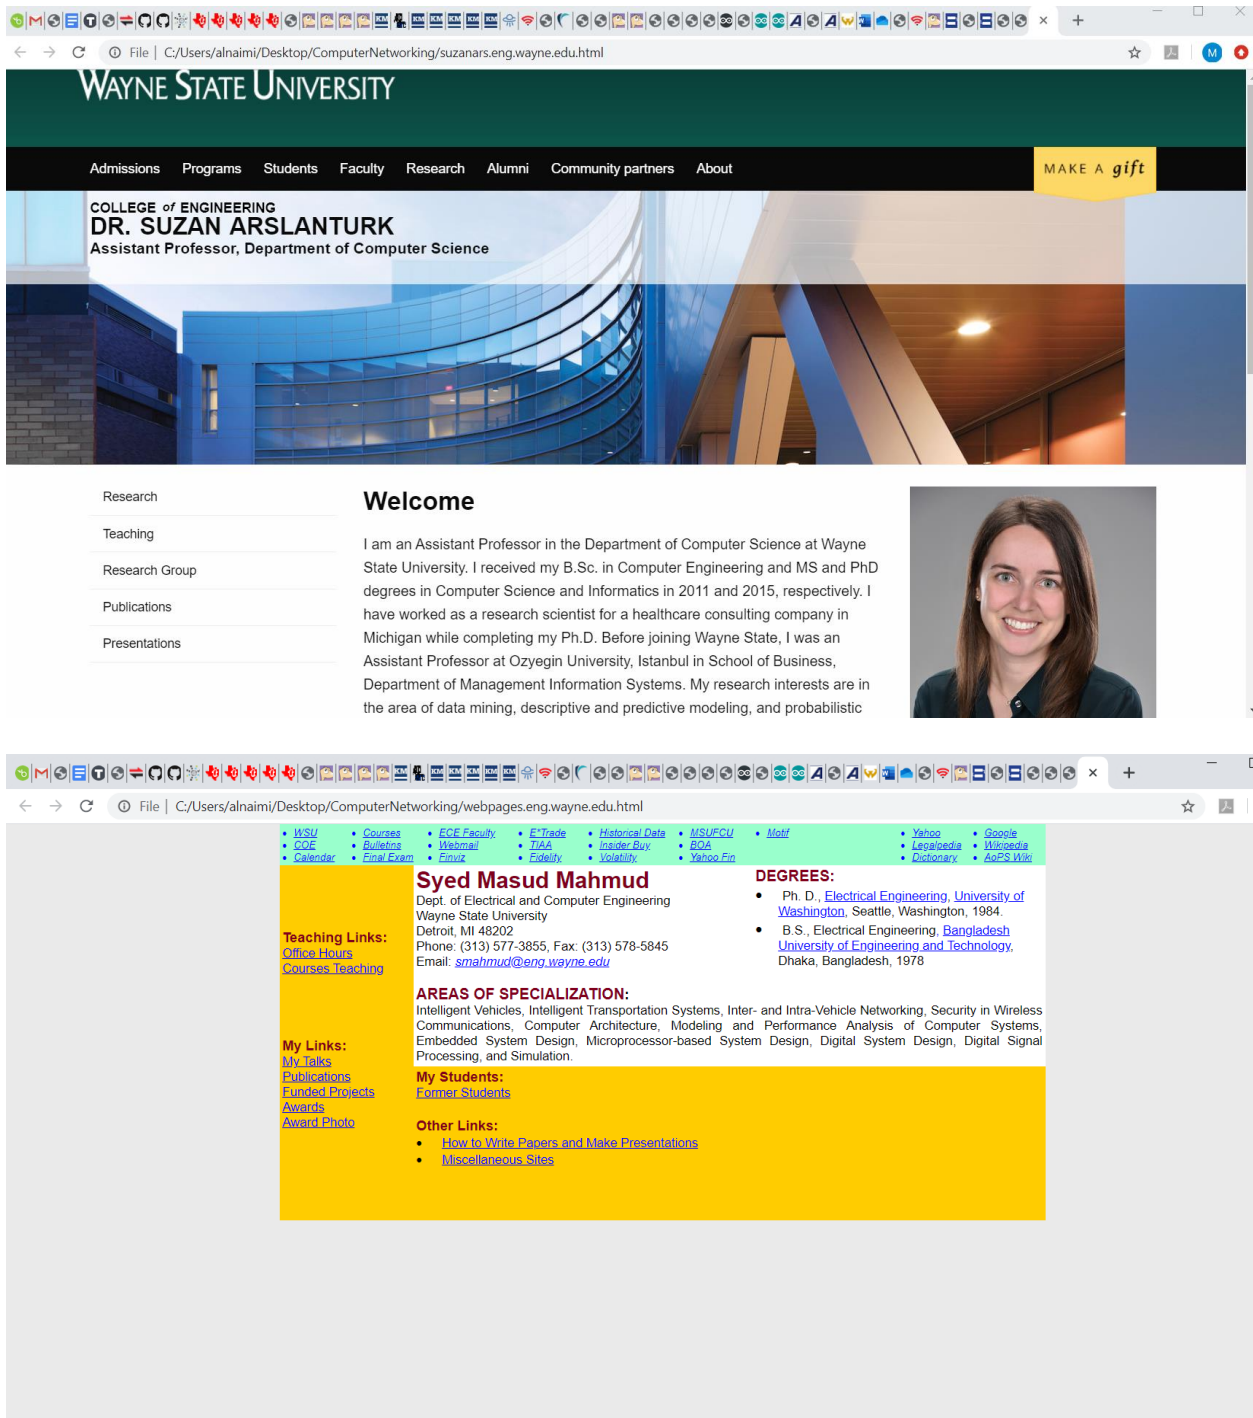 File | C:/Users/alnaimi/Desktop/ComputerNetworking/suzanars.eng.wayne.edu.html
M
WAYNE STATE UNIVERSITY
Admissions Programs Students Faculty Research Alumni Community partners About
MAKE A gift
COLLEGE of ENGINEERING
DR. SUZAN ARSLANTURK
Assistant Professor, Department of Computer Science
Research
Teaching
Research Group
Publications
Presentations
Welcome
I am an Assistant Professor in the Department of Computer Science at Wayne
State University. I received my B.Sc. in Computer Engineering and MS and PhD
degrees in Computer Science and Informatics in 2011 and 2015, respectively. I
have worked as a research scientist for a healthcare consulting company in
Michigan while completing my Ph.D. Before joining Wayne State, I was an
Assistant Professor at Ozyegin University, Istanbul in School of Business,
Department of Management Information Systems. My research interests are in
the area of data mining, descriptive and predictive modeling, and probabilistic
File | C:/Users/alnaimi/Desktop/ComputerNetworking/webpages.eng.wayne.edu.html
• WSU • Courses • ECE Faculty • E*Trade • Historical Data • MSUFCU • Motif • Yahoo • Google
• COE • Bulletins • Webmail • TIAA • Insider Buy • BOA • Legalpedia • Wikipedia
• Calendar • Final Exam • Finviz • Fidelity • Volatility • Yahoo Fin • Dictionary • AoPS Wiki
Teaching Links:
Office Hours
Courses Teaching
My Links:
My Talks
Publications
Funded Projects
Awards
Award Photo
Syed Masud Mahmud
Dept. of Electrical and Computer Engineering
Wayne State University
Detroit, MI 48202
Phone: (313) 577-3855, Fax: (313) 578-5845
Email: smahmud@eng.wayne.edu
DEGREES:
• Ph. D., Electrical Engineering, University of
Washington, Seattle, Washington, 1984.
• B.S., Electrical Engineering, Bangladesh
University of Engineering and Technology,
Dhaka, Bangladesh, 1978
AREAS OF SPECIALIZATION:
Intelligent Vehicles, Intelligent Transportation Systems, Inter- and Intra-Vehicle Networking, Security in Wireless
Communications, Computer Architecture, Modeling and Performance Analysis of Computer Systems,
Embedded System Design, Microprocessor-based System Design, Digital System Design, Digital Signal
Processing, and Simulation.
My Students:
Former Students
Other Links:
• How to Write Papers and Make Presentations
• Miscellaneous Sites